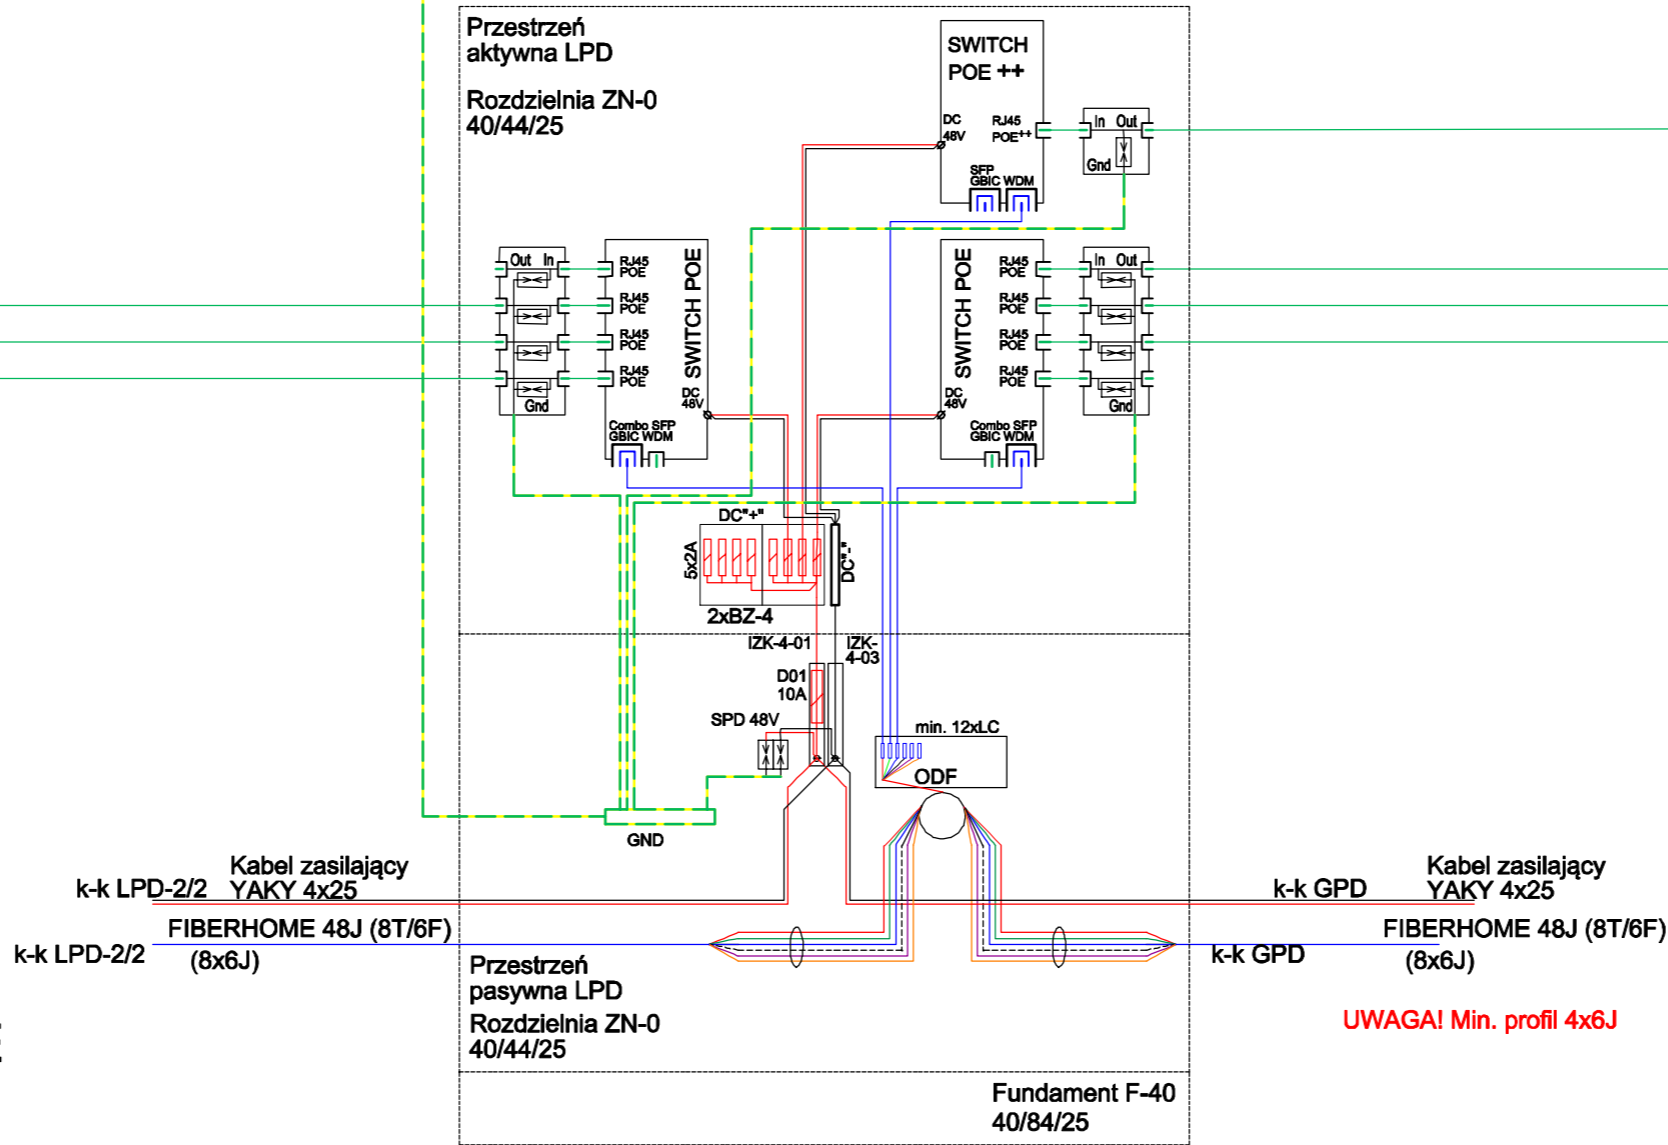 Przestrzeń
aktywna LPD
Rozdzielnia ZN-0
40/44/25
SWITCH
POE ++
DC
48V
RJ45
POE++
SFP
GBIC WDM
In Out
Gnd
Out In
Gnd
RJ45
POE
RJ45
POE
RJ45
POE
RJ45
POE
SWITCH POE
DC
48V
Combo SFP
GBIC WDM
SWITCH POE
RJ45
POE
RJ45
POE
RJ45
POE
RJ45
POE
DC
48V
Combo SFP
GBIC WDM
In Out
Gnd
DC"+"
5x2A
DC"-"
2xBZ-4
IZK-4-01
IZK-
4-03
D01
10A
SPD 48V
min. 12xLC
ODF
GND
Kabel zasilający
k-k LPD-2/2 YAKY 4x25
FIBERHOME 48J (8T/6F)
k-k LPD-2/2 (8x6J)
Kabel zasilający
k-k GPD YAKY 4x25
FIBERHOME 48J (8T/6F)
k-k GPD (8x6J)
UWAGA! Min. profil 4x6J
Przestrzeń
pasywna LPD
Rozdzielnia ZN-0
40/44/25
Fundament F-40
40/84/25